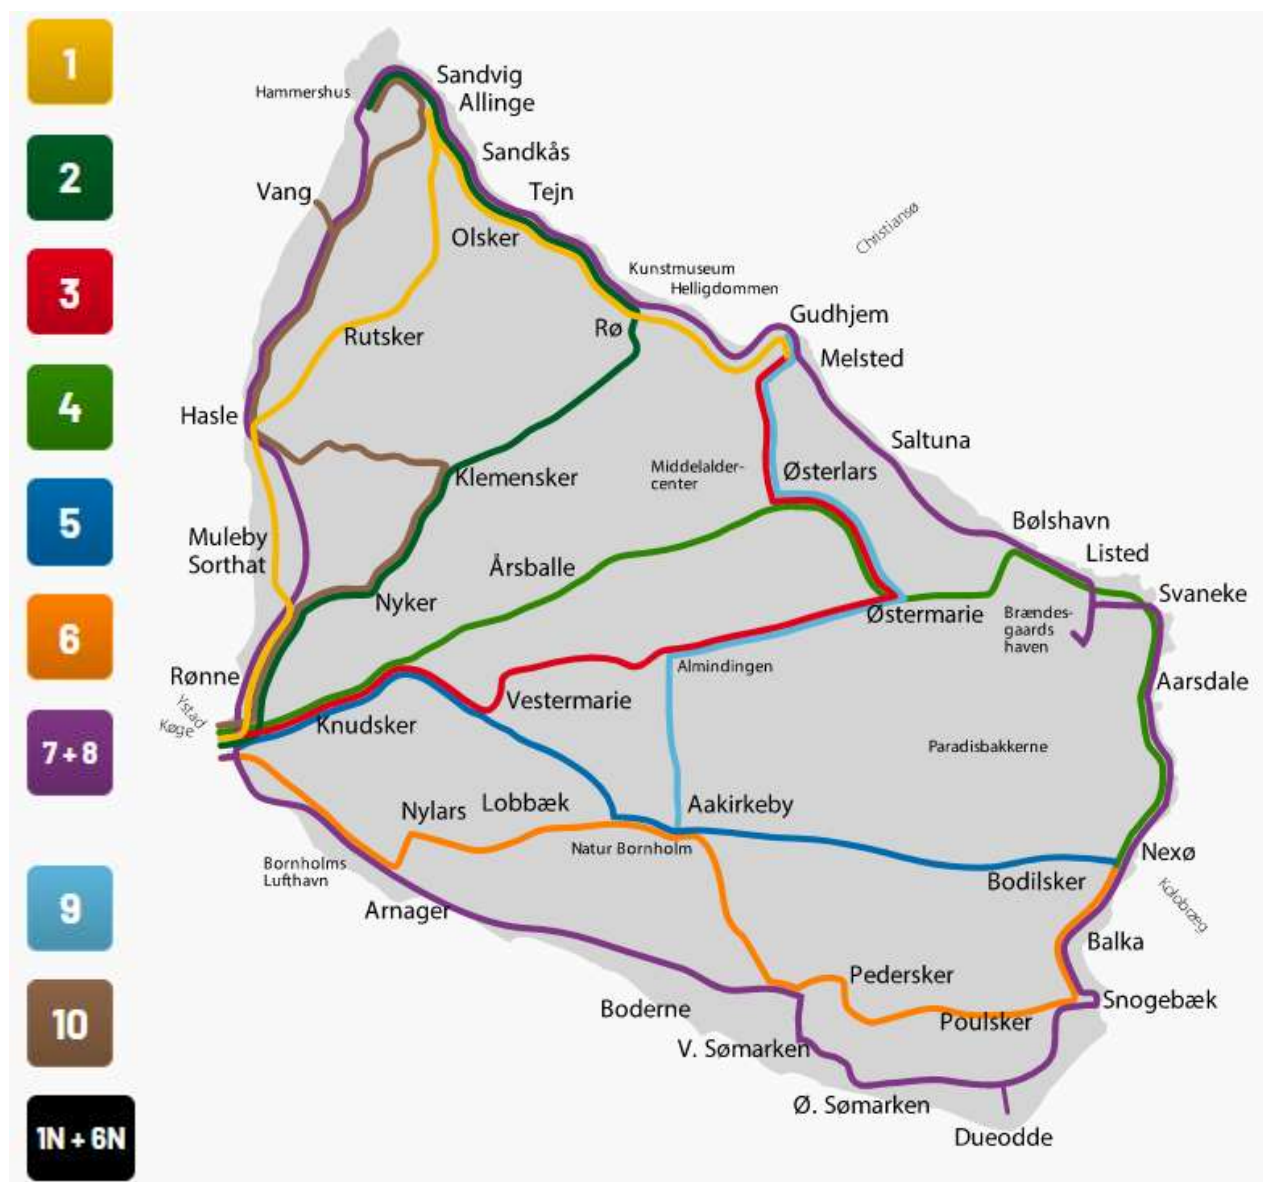 1
2
3
4
5
6
7 + 8
9
10
1N + 6N
Hammershus
Sandvig
Allinge
Sandkås
Vang
Tejn
Olsker
Christiansø
Kunstmuseum
Helligdommen
Rutsker
Rø
Gudhjem
Melsted
Hasle
Saltuna
Klemensker
Middelalder-
center
Østerlars
Muleby
Sorthat
Årsballe
Bølshavn
Listed
Nyker
Svaneke
Østermarie
Brændes-
gaards
haven
Rønne
Ystad
Køge
Almindingen
Aarsdale
Knudsker
Vestermarie
Paradisbakkerne
Nylars
Lobbæk
Aakirkeby
Natur Bornholm
Nexø
Bornholms
Lufthavn
Bodilsker
Kolobrzeg
Arnager
Balka
Pedersker
Snogebæk
Boderne
Poulsker
V. Sømarken
Ø. Sømarken
Dueodde